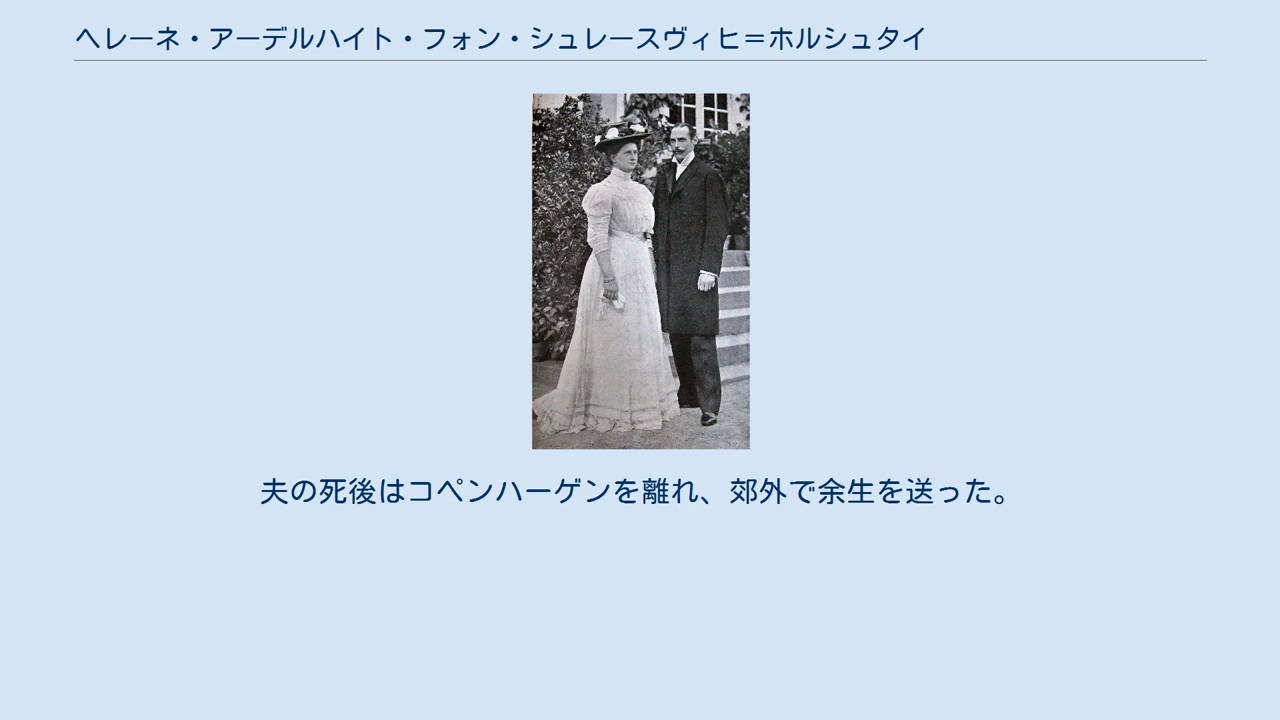 ヘレーネ・アーデルハイト・フォン・シュレースヴィヒ＝ホルシュタイ
夫の死後はコペンハーゲンを離れ、郊外で余生を送った。